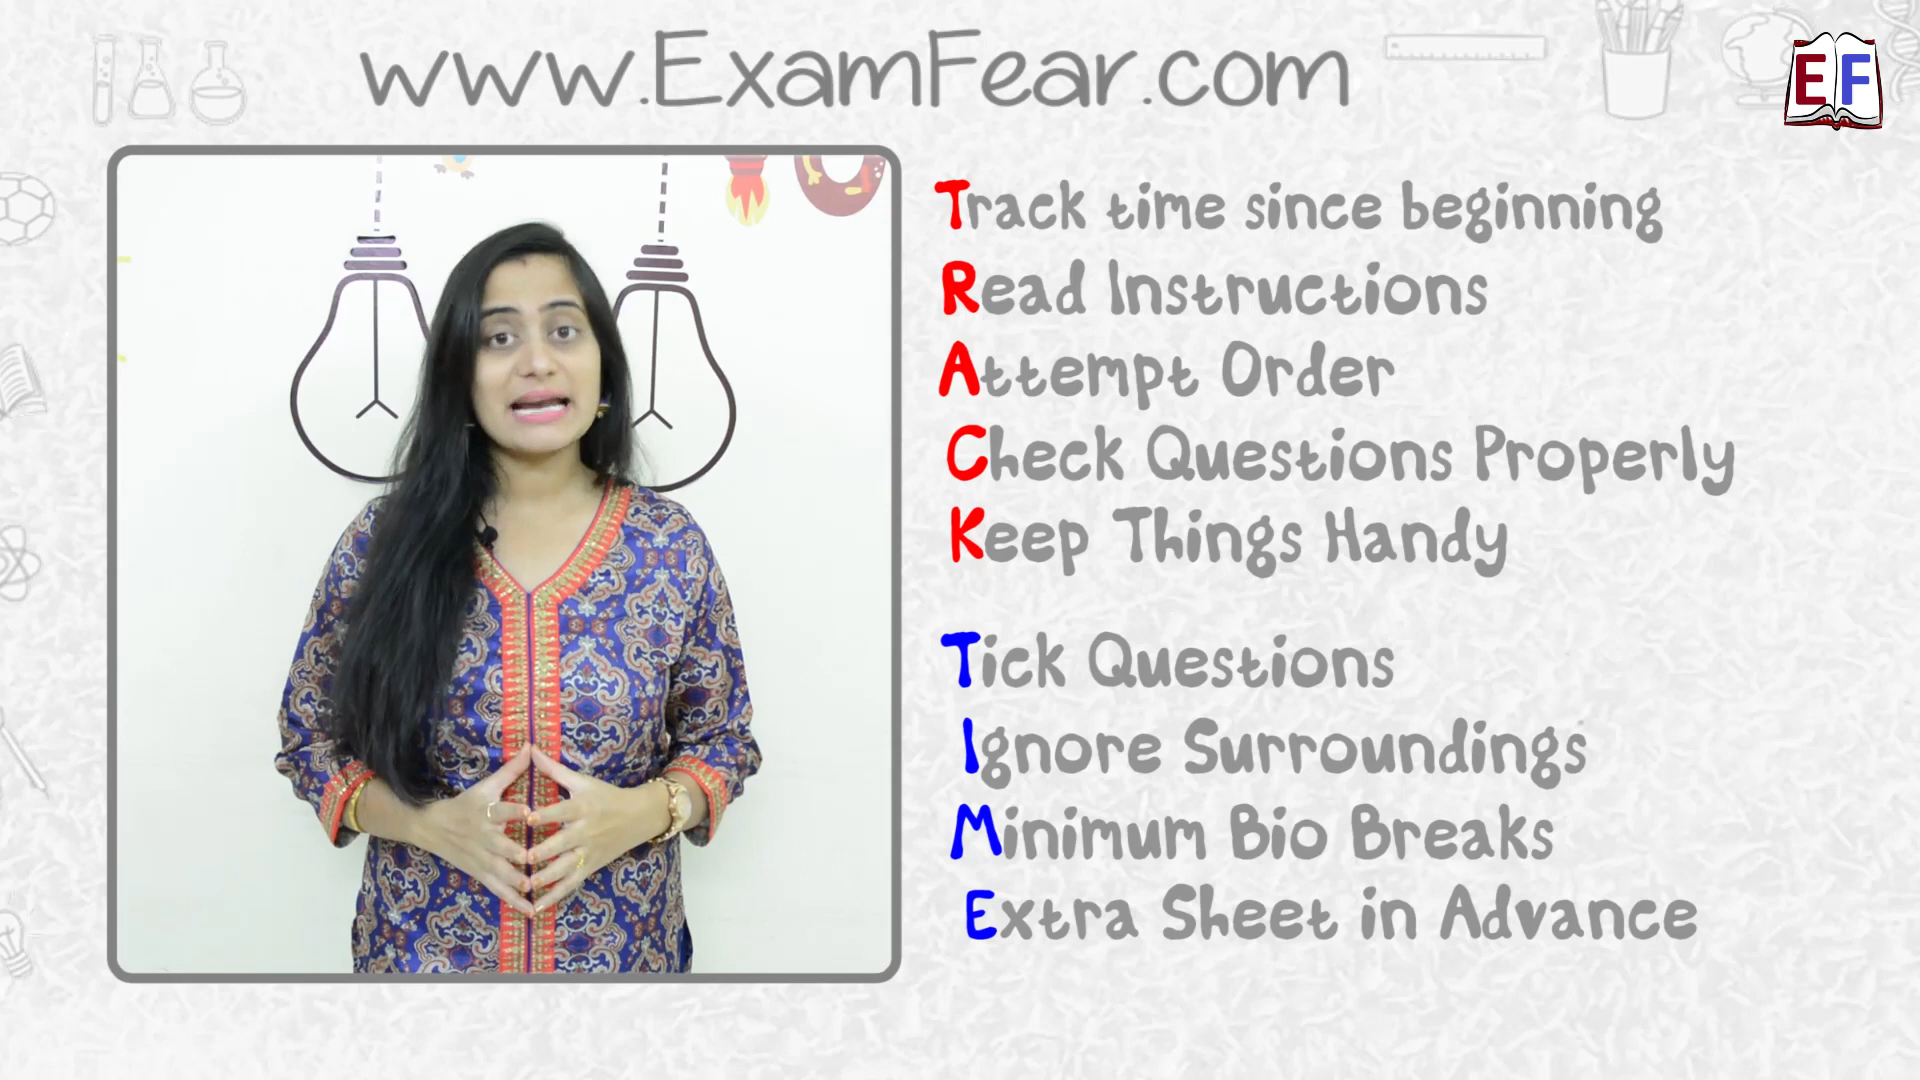 www.ExamFear.com
EF
Track time since beginning
Read Instructions
Attempt Order
Check Questions Properly
Keep Things Handy
Tick Questions
Ignore Surroundings
Minimum Bio Breaks
Extra Sheet in Advance